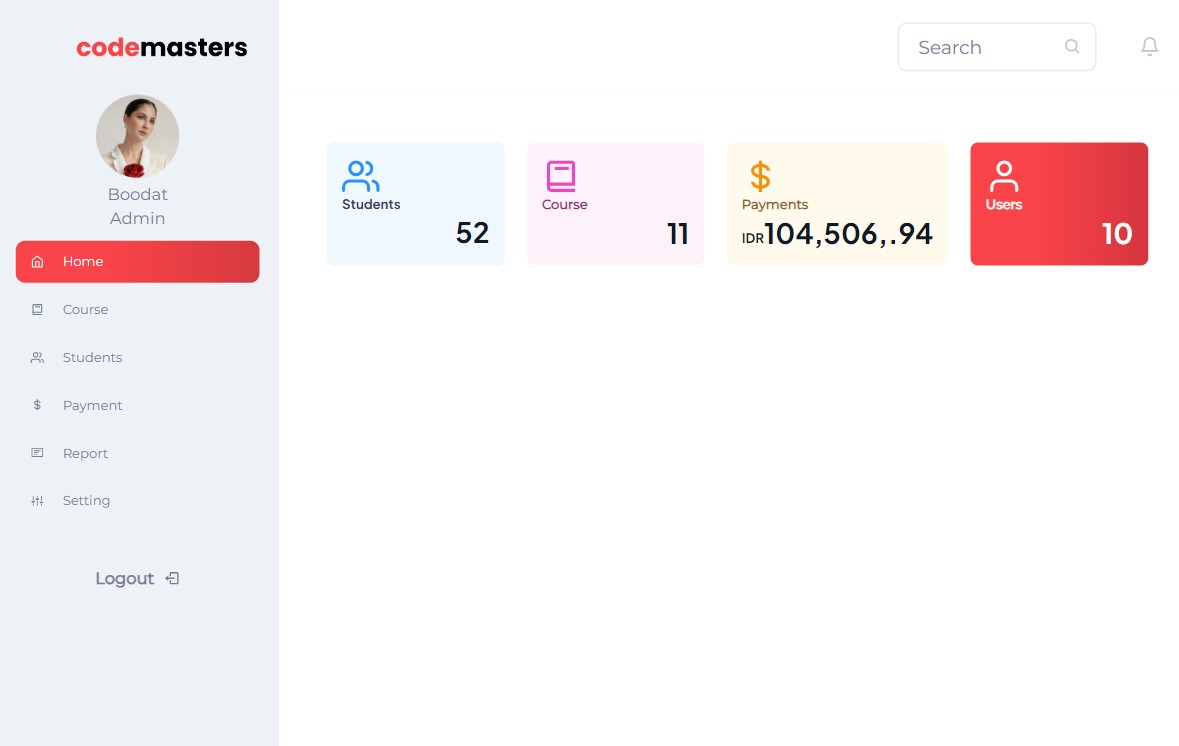 codemasters
Boodat
Admin
Home
Course
Students
Payment
Report
Setting
Logout
Search
Students
52
Course
11
Payments
IDR104,506,.94
Users
10